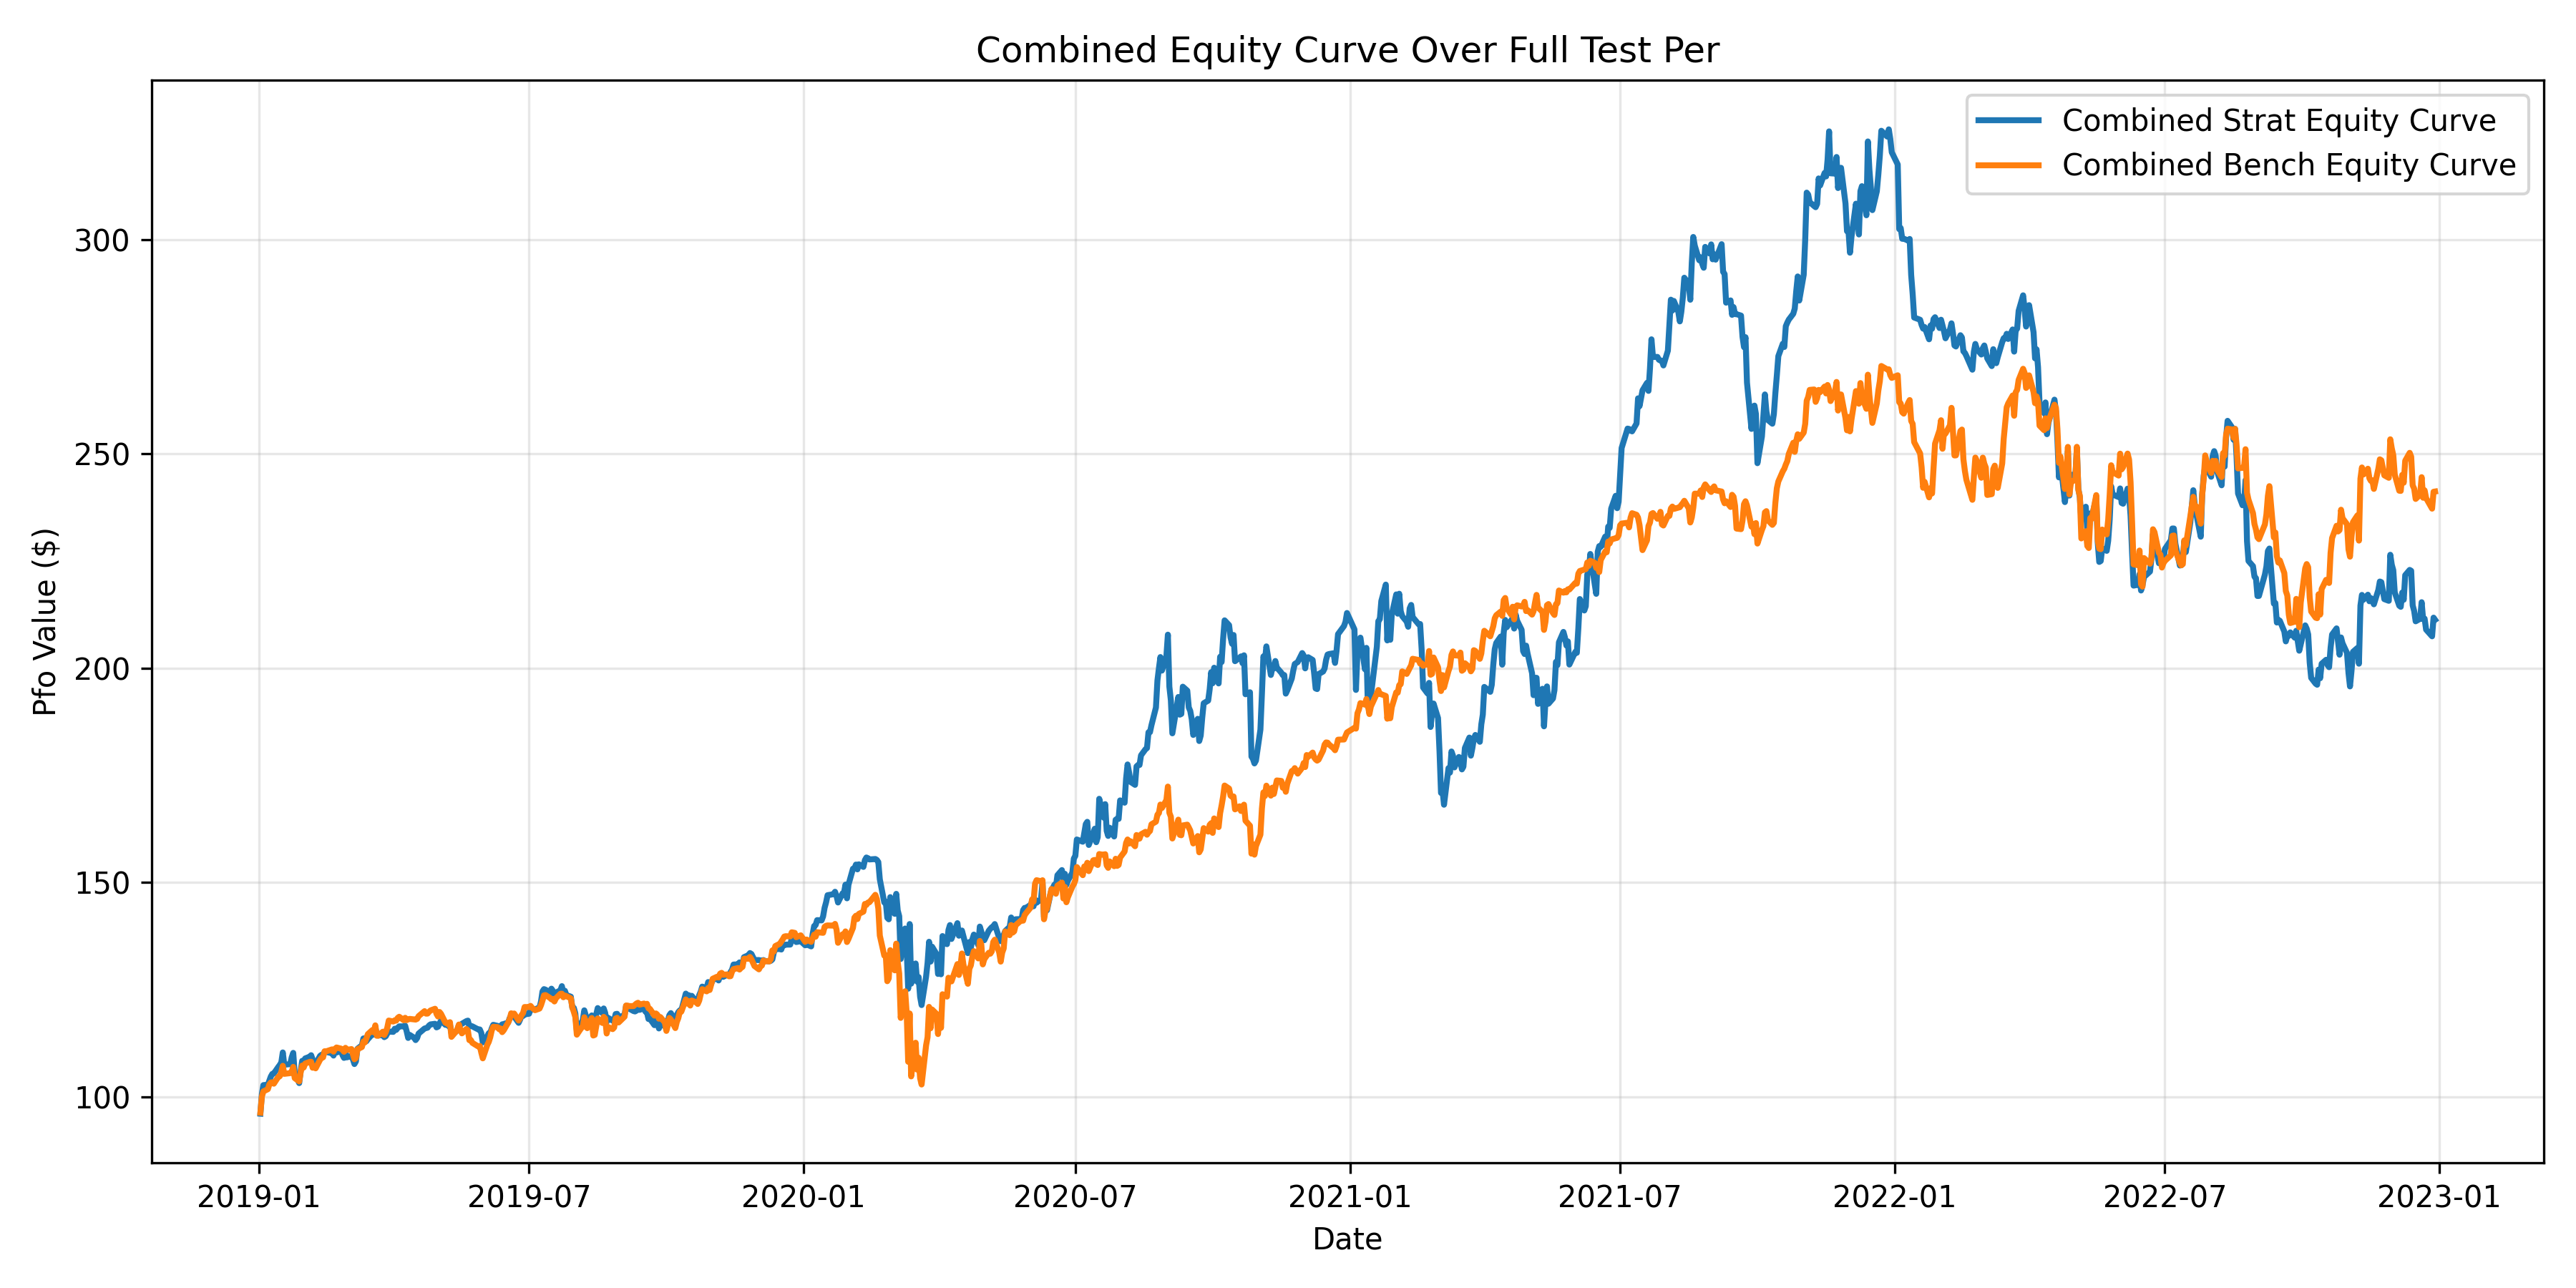 Combined Equity Curve Over Full Test Per
Combined Strat Equity Curve
Combined Bench Equity Curve
Pfo Value ($)
300
250
200
150
100
2019-01
2019-07
2020-01
2020-07
2021-01
2021-07
2022-01
2022-07
2023-01
Date